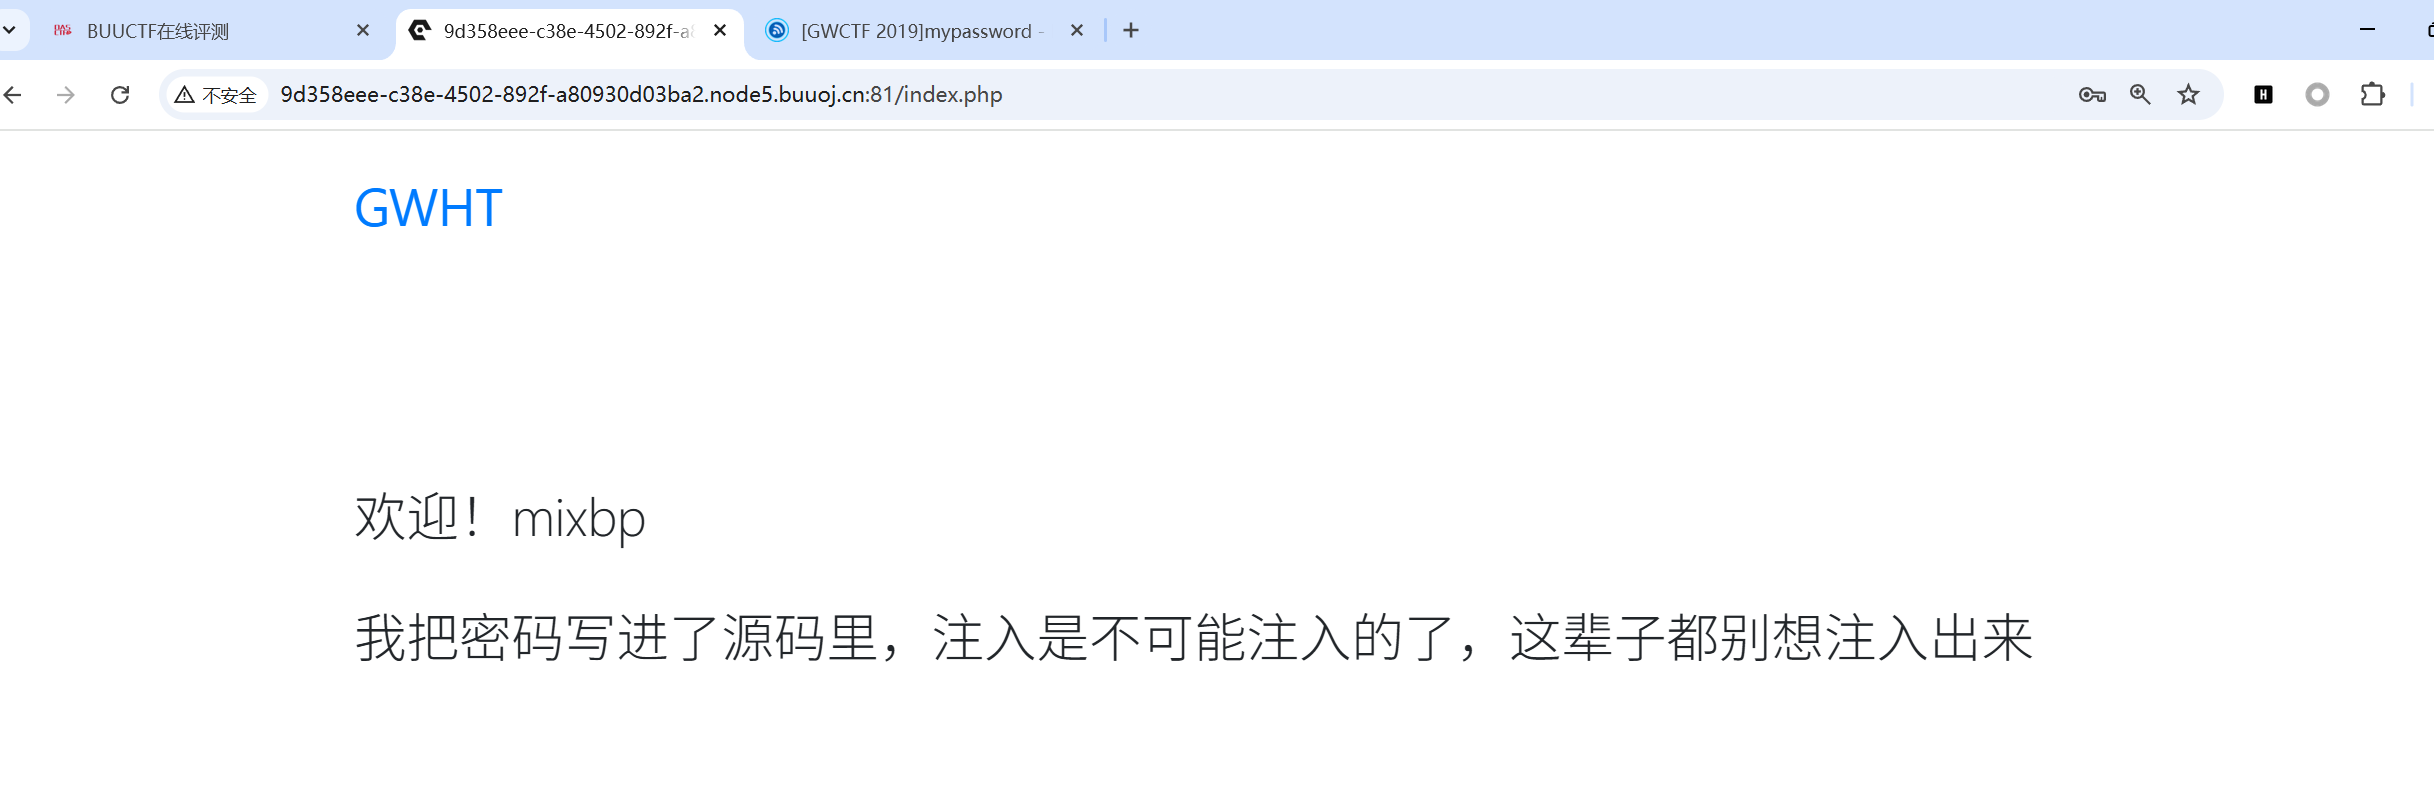 BUUCTF在线评测
9d358eee-c38e-4502-892f-a8
[GWCTF 2019]mypassword -
不安全
9d358eee-c38e-4502-892f-a80930d03ba2.node5.buuoj.cn:81/index.php
GWHT
欢迎！mixbp
我把密码写进了源码里，注入是不可能注入的了，这辈子都别想注入出来